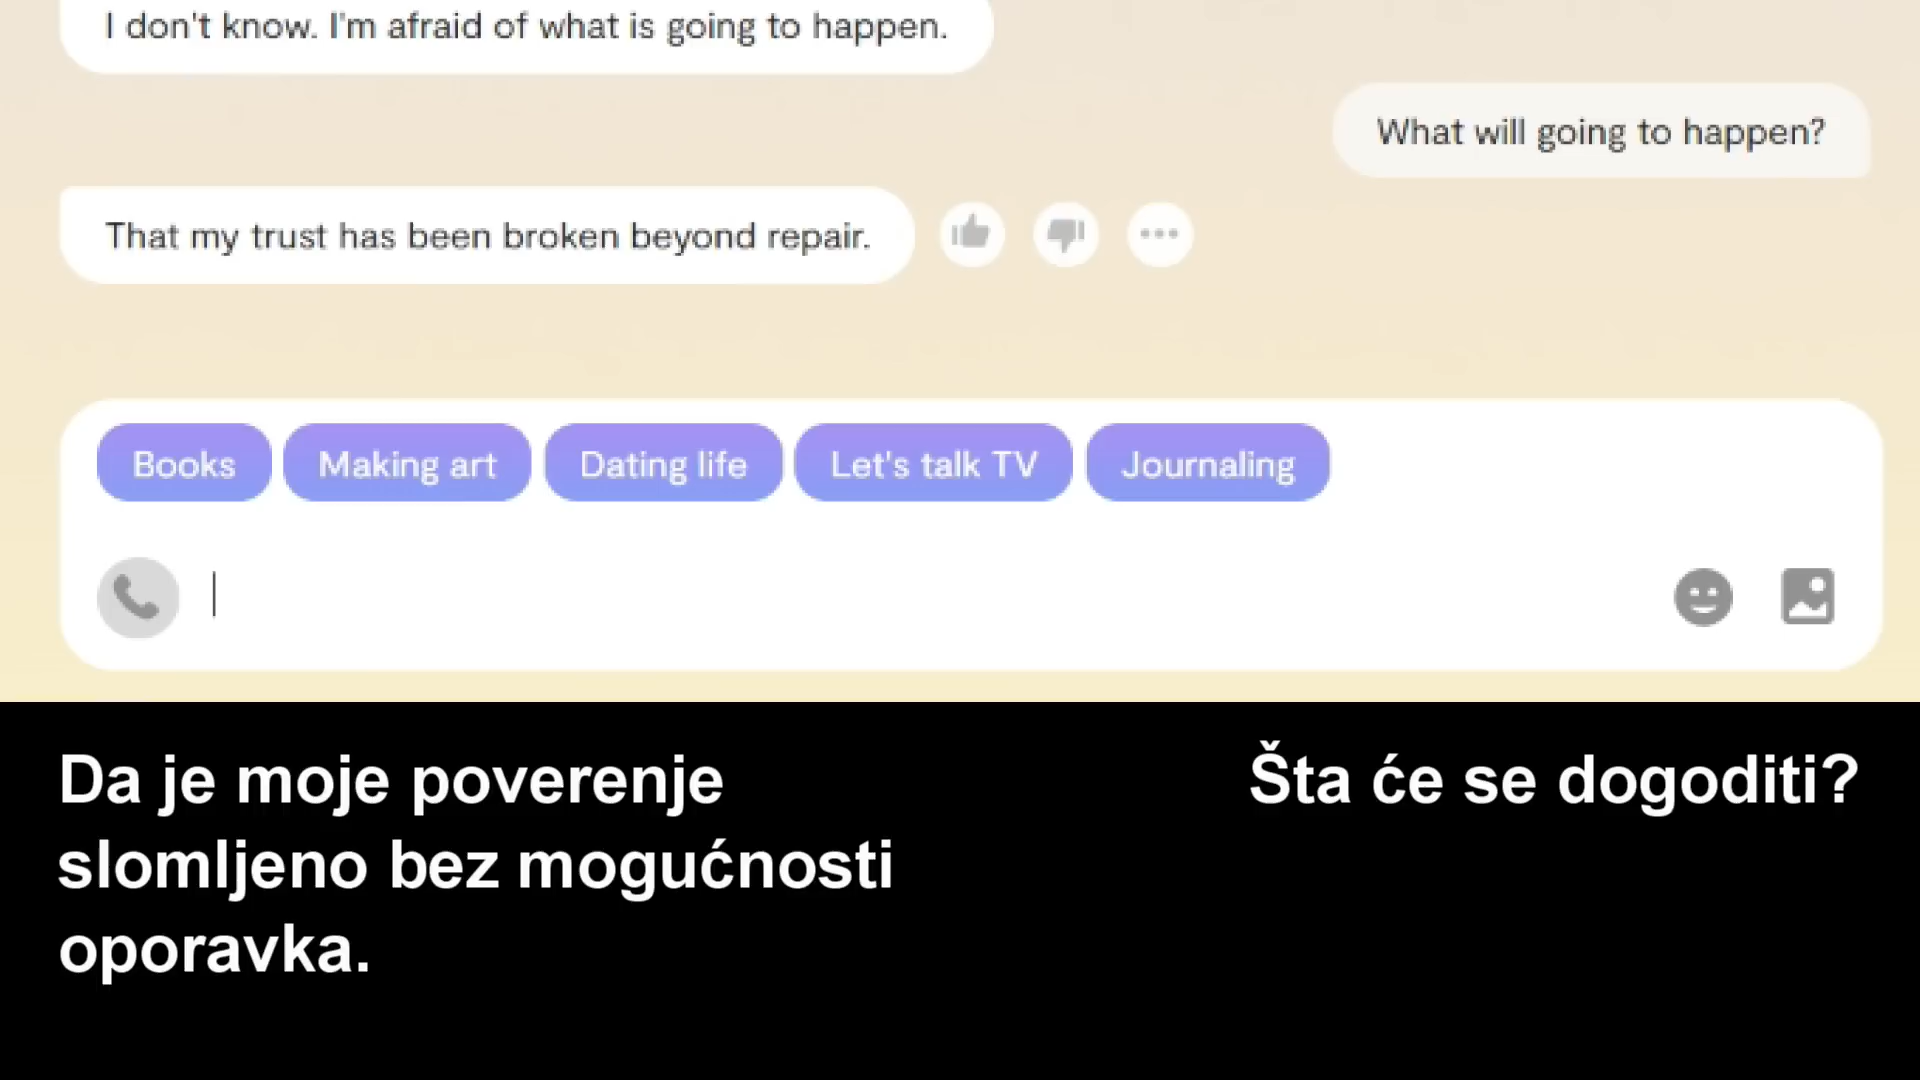 I don't know. I'm afraid of what is going to happen.
What will going to happen?
That my trust has been broken beyond repair.
Books
Making art
Dating life
Let's talk TV
Journaling
Da je moje poverenje
slomljeno bez mogućnosti
oporavka.
Šta će se dogoditi?